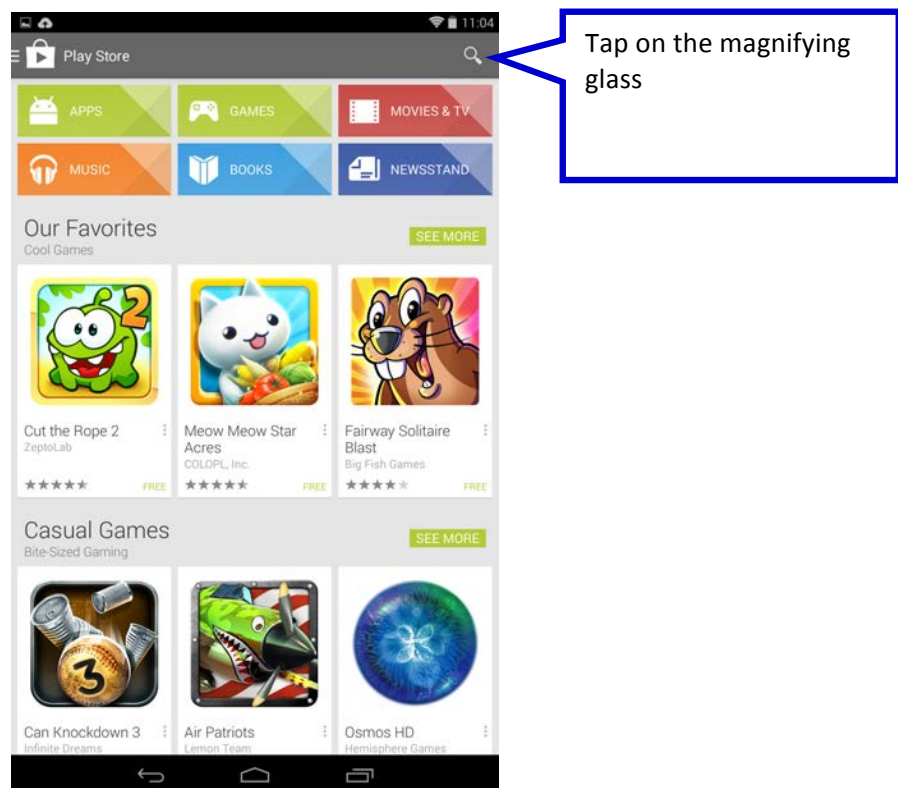 11:04
Play Store
Tap on the magnifying
glass
APPS
GAMES
MOVIES & TV
MUSIC
BOOKS
NEWSSTAND
Our Favorites
SEE MORE
Cool Games
2
Cut the Rope 2
Meow Meow Star
Acres
Fairway Solitaire
Blast
ZeptoLab
COLOPL, Inc.
Big Fish Games
FREE
FREE
FREE
Casual Games
SEE MORE
Bite-Sized Gaming
3
Can Knockdown 3
Air Patriots
Osmos HD
Infinite Dreams
Lemon Team
Hemisphere Games